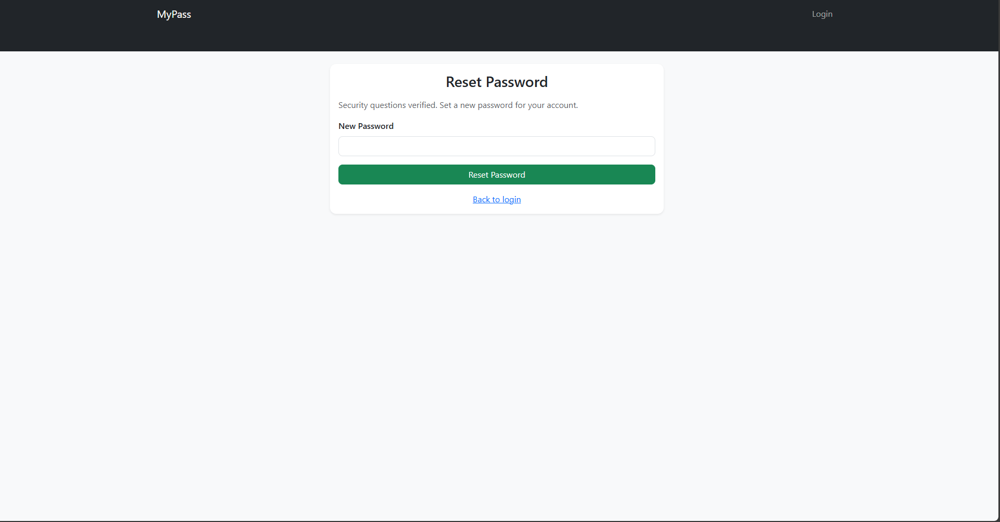 MyPass
Login
Reset Password
Security questions verified. Set a new password for your account.
New Password
Reset Password
Back to login